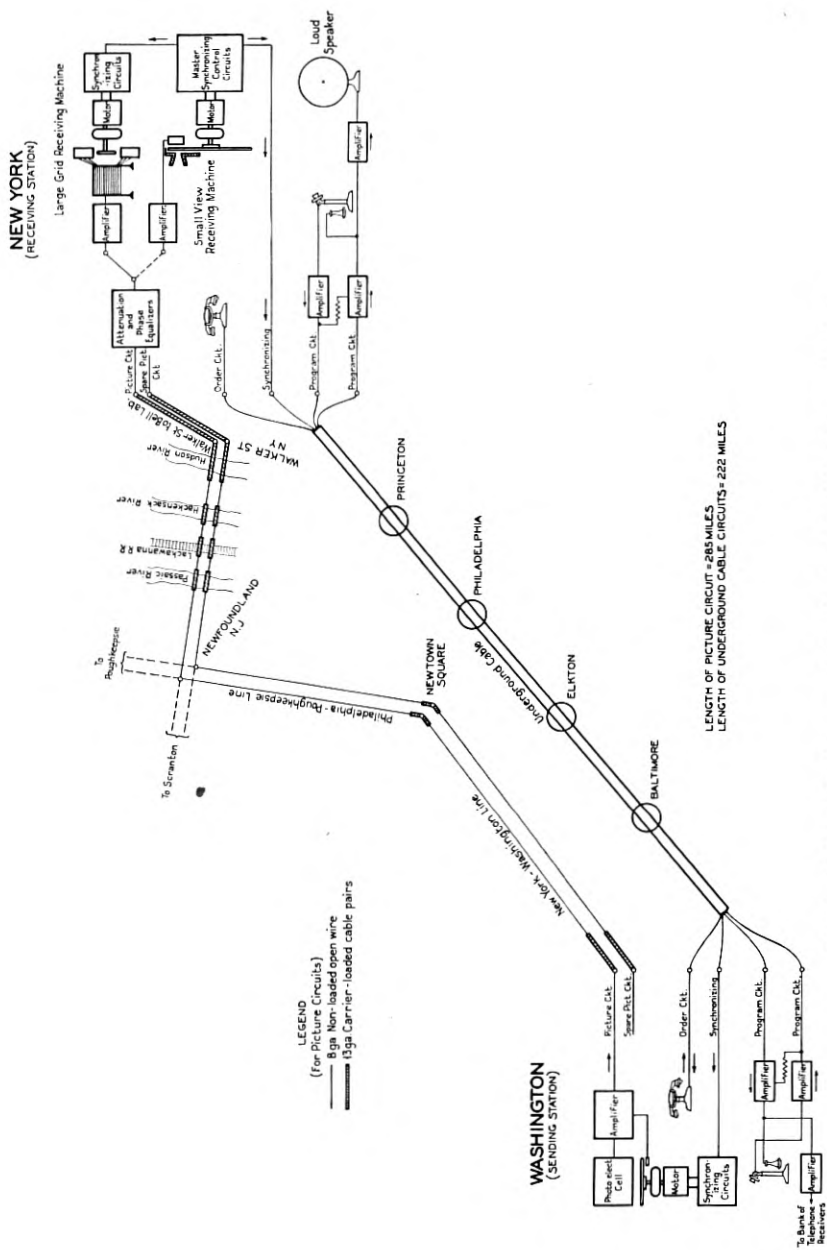 NEW YORK
(RECEIVING STATION)
Large Grid Receiving Machine
Amplifier
Motor
Synchron-
izing
Circuits
Attenuation
and
Phase
Equalizers
Amplifier
Small View
Receiving Machine
Motor
Master
Synchronizing
Control
Circuits
Picture Ckt
Spare Pict.
Ckt
Order Ckt.
Synchronizing
Program Ckt
Program Ckt
Amplifier
Amplifier
Amplifier
Loud
Speaker
Walker St to Bell Lab.
WALKER ST
NY
Hudson River
Hackensack
River
Lackawanna R.R
Passaic River
NEWFOUNDLAND
N.J
To
Poughkeepsie
To Scranton
Philadelphia-Poughkeepsie Line
NEWTOWN
SQUARE
New York-Washington Line
PRINCETON
PHILADELPHIA
Underground Cable
ELKTON
BALTIMORE
LENGTH OF PICTURE CIRCUIT = 285 MILES
LENGTH OF UNDERGROUND CABLE CIRCUITS = 222 MILES
LEGEND
(For Picture Circuits)
8ga Non-loaded open wire
13ga. Carrier-loaded cable pairs
WASHINGTON
(SENDING STATION)
Photo elect
Cell
Amplifier
Motor
Synchron-
izing
Circuits
Picture Ckt.
Spare Pict Ckt.
Order Ckt.
Synchronizing
Program Ckt.
Program Ckt.
Amplifier
Amplifier
Amplifier
To Bank of
Telephone
Receivers